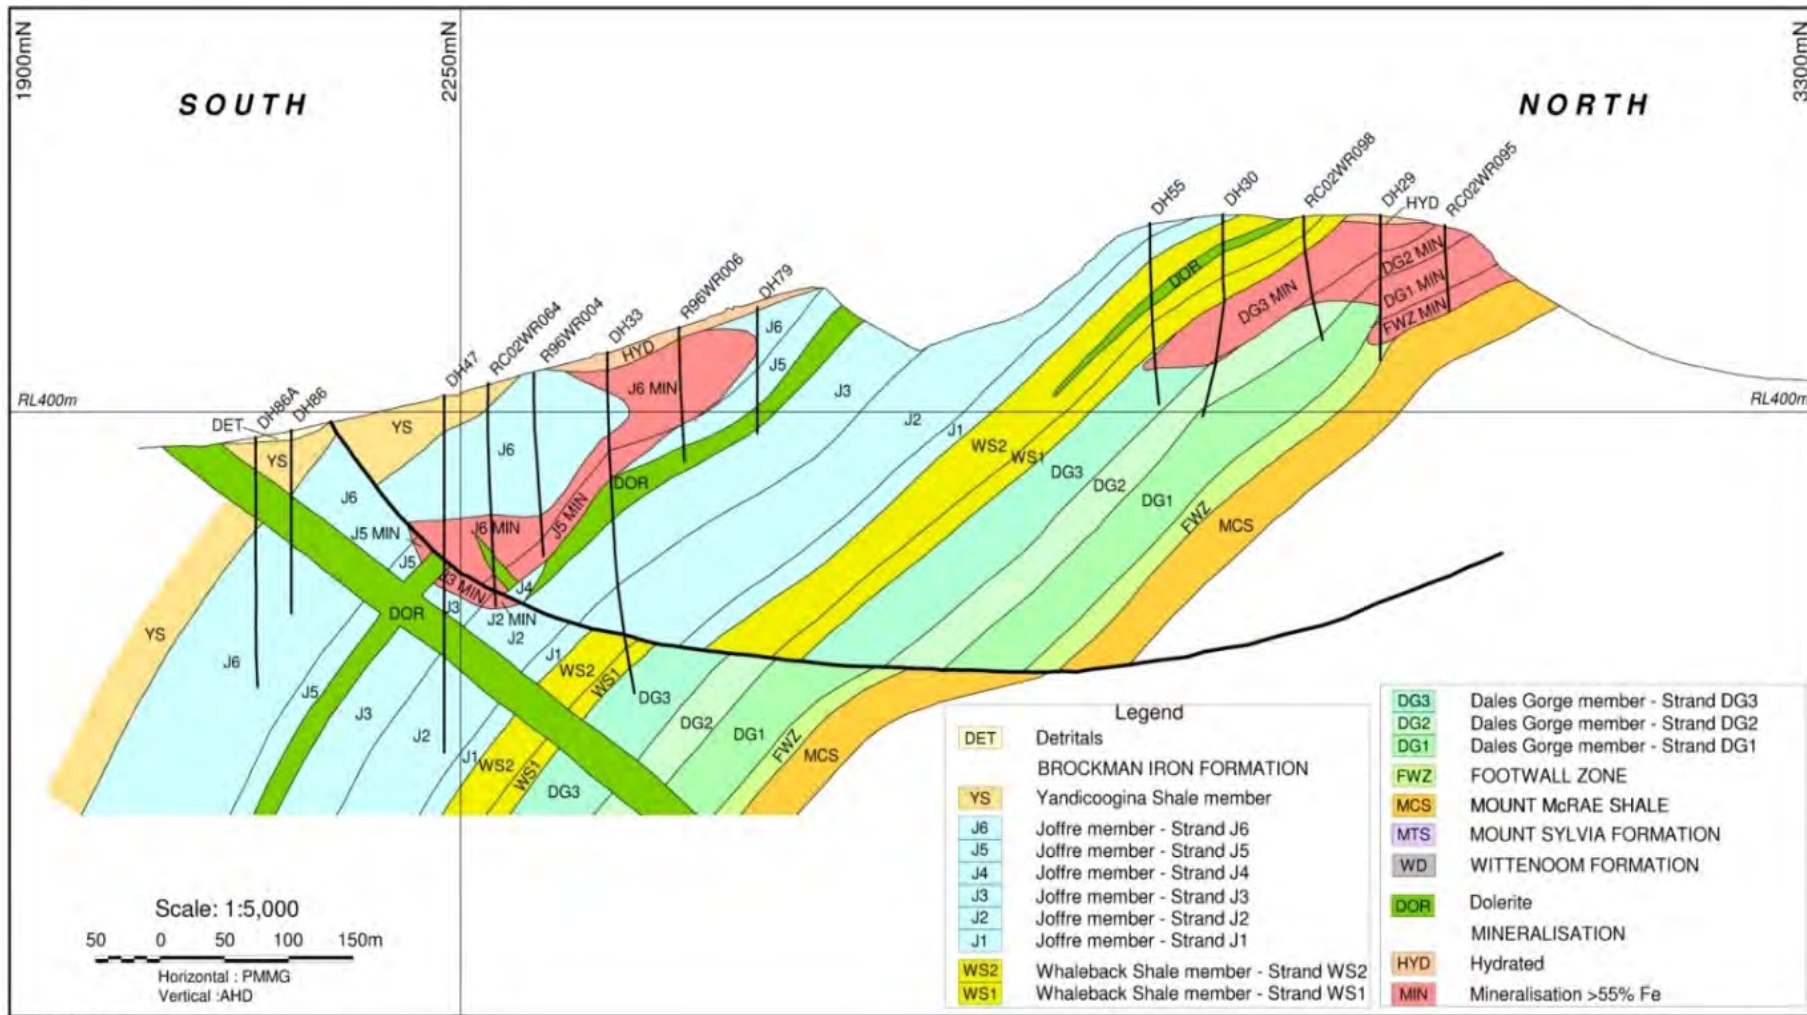 1900mN
2250mN
3300mN
SOUTH
NORTH
RL400m
RL400m
DET
DH86A
DH86
DH47
RC02WR064
R96WR004
DH33
R96WR006
DH79
DH55
DH30
RC02WR098
DH29
HYD
RC02WR095
HYD
J6 MIN
J6
J5
J3
J2
J1
DOR
DG3 MIN
DG2 MIN
DG1 MIN
FWZ MIN
YS
YS
J6
J6
J5 MIN
J5
J6 MIN
J5 MIN
DOR
J4
J3 MIN
J3
J2 MIN
J2
J1
WS2
WS1
DG3
DG2
DG1
FWZ
MCS
DOR
YS
J6
J5
J3
J2
J1
WS2
WS1
DG3
WS2
WS1
DG3
DG2
DG1
FWZ
MCS
Scale: 1:5,000
50 0 50 100 150m
Horizontal : PMMG
Vertical :AHD
Legend
DET Detritals
BROCKMAN IRON FORMATION
YS Yandicoogina Shale member
J6 Joffre member - Strand J6
J5 Joffre member - Strand J5
J4 Joffre member - Strand J4
J3 Joffre member - Strand J3
J2 Joffre member - Strand J2
J1 Joffre member - Strand J1
WS2 Whaleback Shale member - Strand WS2
WS1 Whaleback Shale member - Strand WS1
DG3 Dales Gorge member - Strand DG3
DG2 Dales Gorge member - Strand DG2
DG1 Dales Gorge member - Strand DG1
FWZ FOOTWALL ZONE
MCS MOUNT McRAE SHALE
MTS MOUNT SYLVIA FORMATION
WD WITTENOOM FORMATION
DOR Dolerite
MINERALISATION
HYD Hydrated
MIN Mineralisation >55% Fe